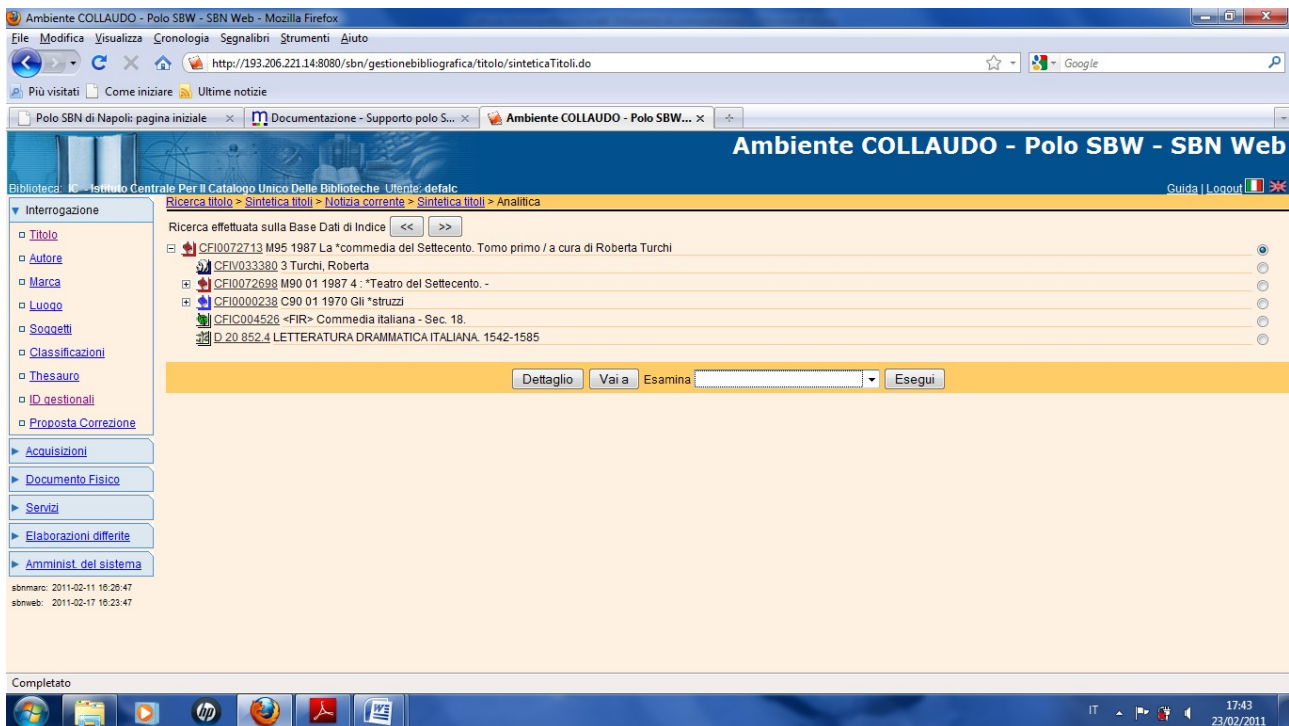 Ambiente COLLAUDO - Polo SBW - SBN Web - Mozilla Firefox
File Modifica Visualizza Cronologia Segnalibri Strumenti Aiuto
http://193.206.221.14:8080/sbn/gestionebibliografica/titolo/sinteticaTitoli.do Google
Più visitati Come iniziare Ultime notizie
Polo SBN di Napoli: pagina iniziale Documentazione - Supporto polo S... Ambiente COLLAUDO - Polo SBW...
Ambiente COLLAUDO - Polo SBW - SBN Web
Biblioteca: IC - Istituto Centrale Per Il Catalogo Unico Delle Biblioteche Utente: defalc
Guida | Logout
Interrogazione
Titolo
Autore
Marca
Luogo
Soggetti
Classificazioni
Thesauro
ID gestionali
Proposta Correzione
Acquisizioni
Documento Fisico
Servizi
Elaborazioni differite
Amminist. del sistema
sbnmarc: 2011-02-11 16:26:47
sbnweb: 2011-02-17 16:23:47
Ricerca titolo > Sintetica titoli > Notizia corrente > Sintetica titoli > Analitica
Ricerca effettuata sulla Base Dati di Indice << >>
CFI0072713 M95 1987 La *commedia del Settecento. Tomo primo / a cura di Roberta Turchi
CFIV033380 3 Turchi, Roberta
CFI0072698 M90 01 1987 4 : *Teatro del Settecento. -
CFI0000238 C90 01 1970 Gli *struzzi
CFIC004526 <FIR> Commedia italiana - Sec. 18.
D 20 852.4 LETTERATURA DRAMMATICA ITALIANA. 1542-1585
Dettaglio Vai a Esamina Esegui
Completato
hp
IT 17:43
23/02/2011